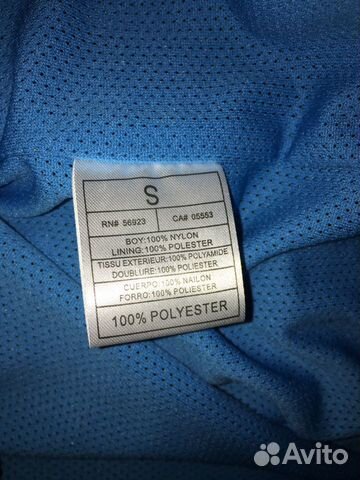 S
RN# 56923 CA# 05553
BOY:100% NYLON
LINING:100% POLIESTER
TISSU EXTERIEUR:100% POLYAMIDE
DOUBLURE:100% POLIESTER
CUERPO:100% NAILON
FORRO:100% POLIESTER
100% POLYESTER
Avito